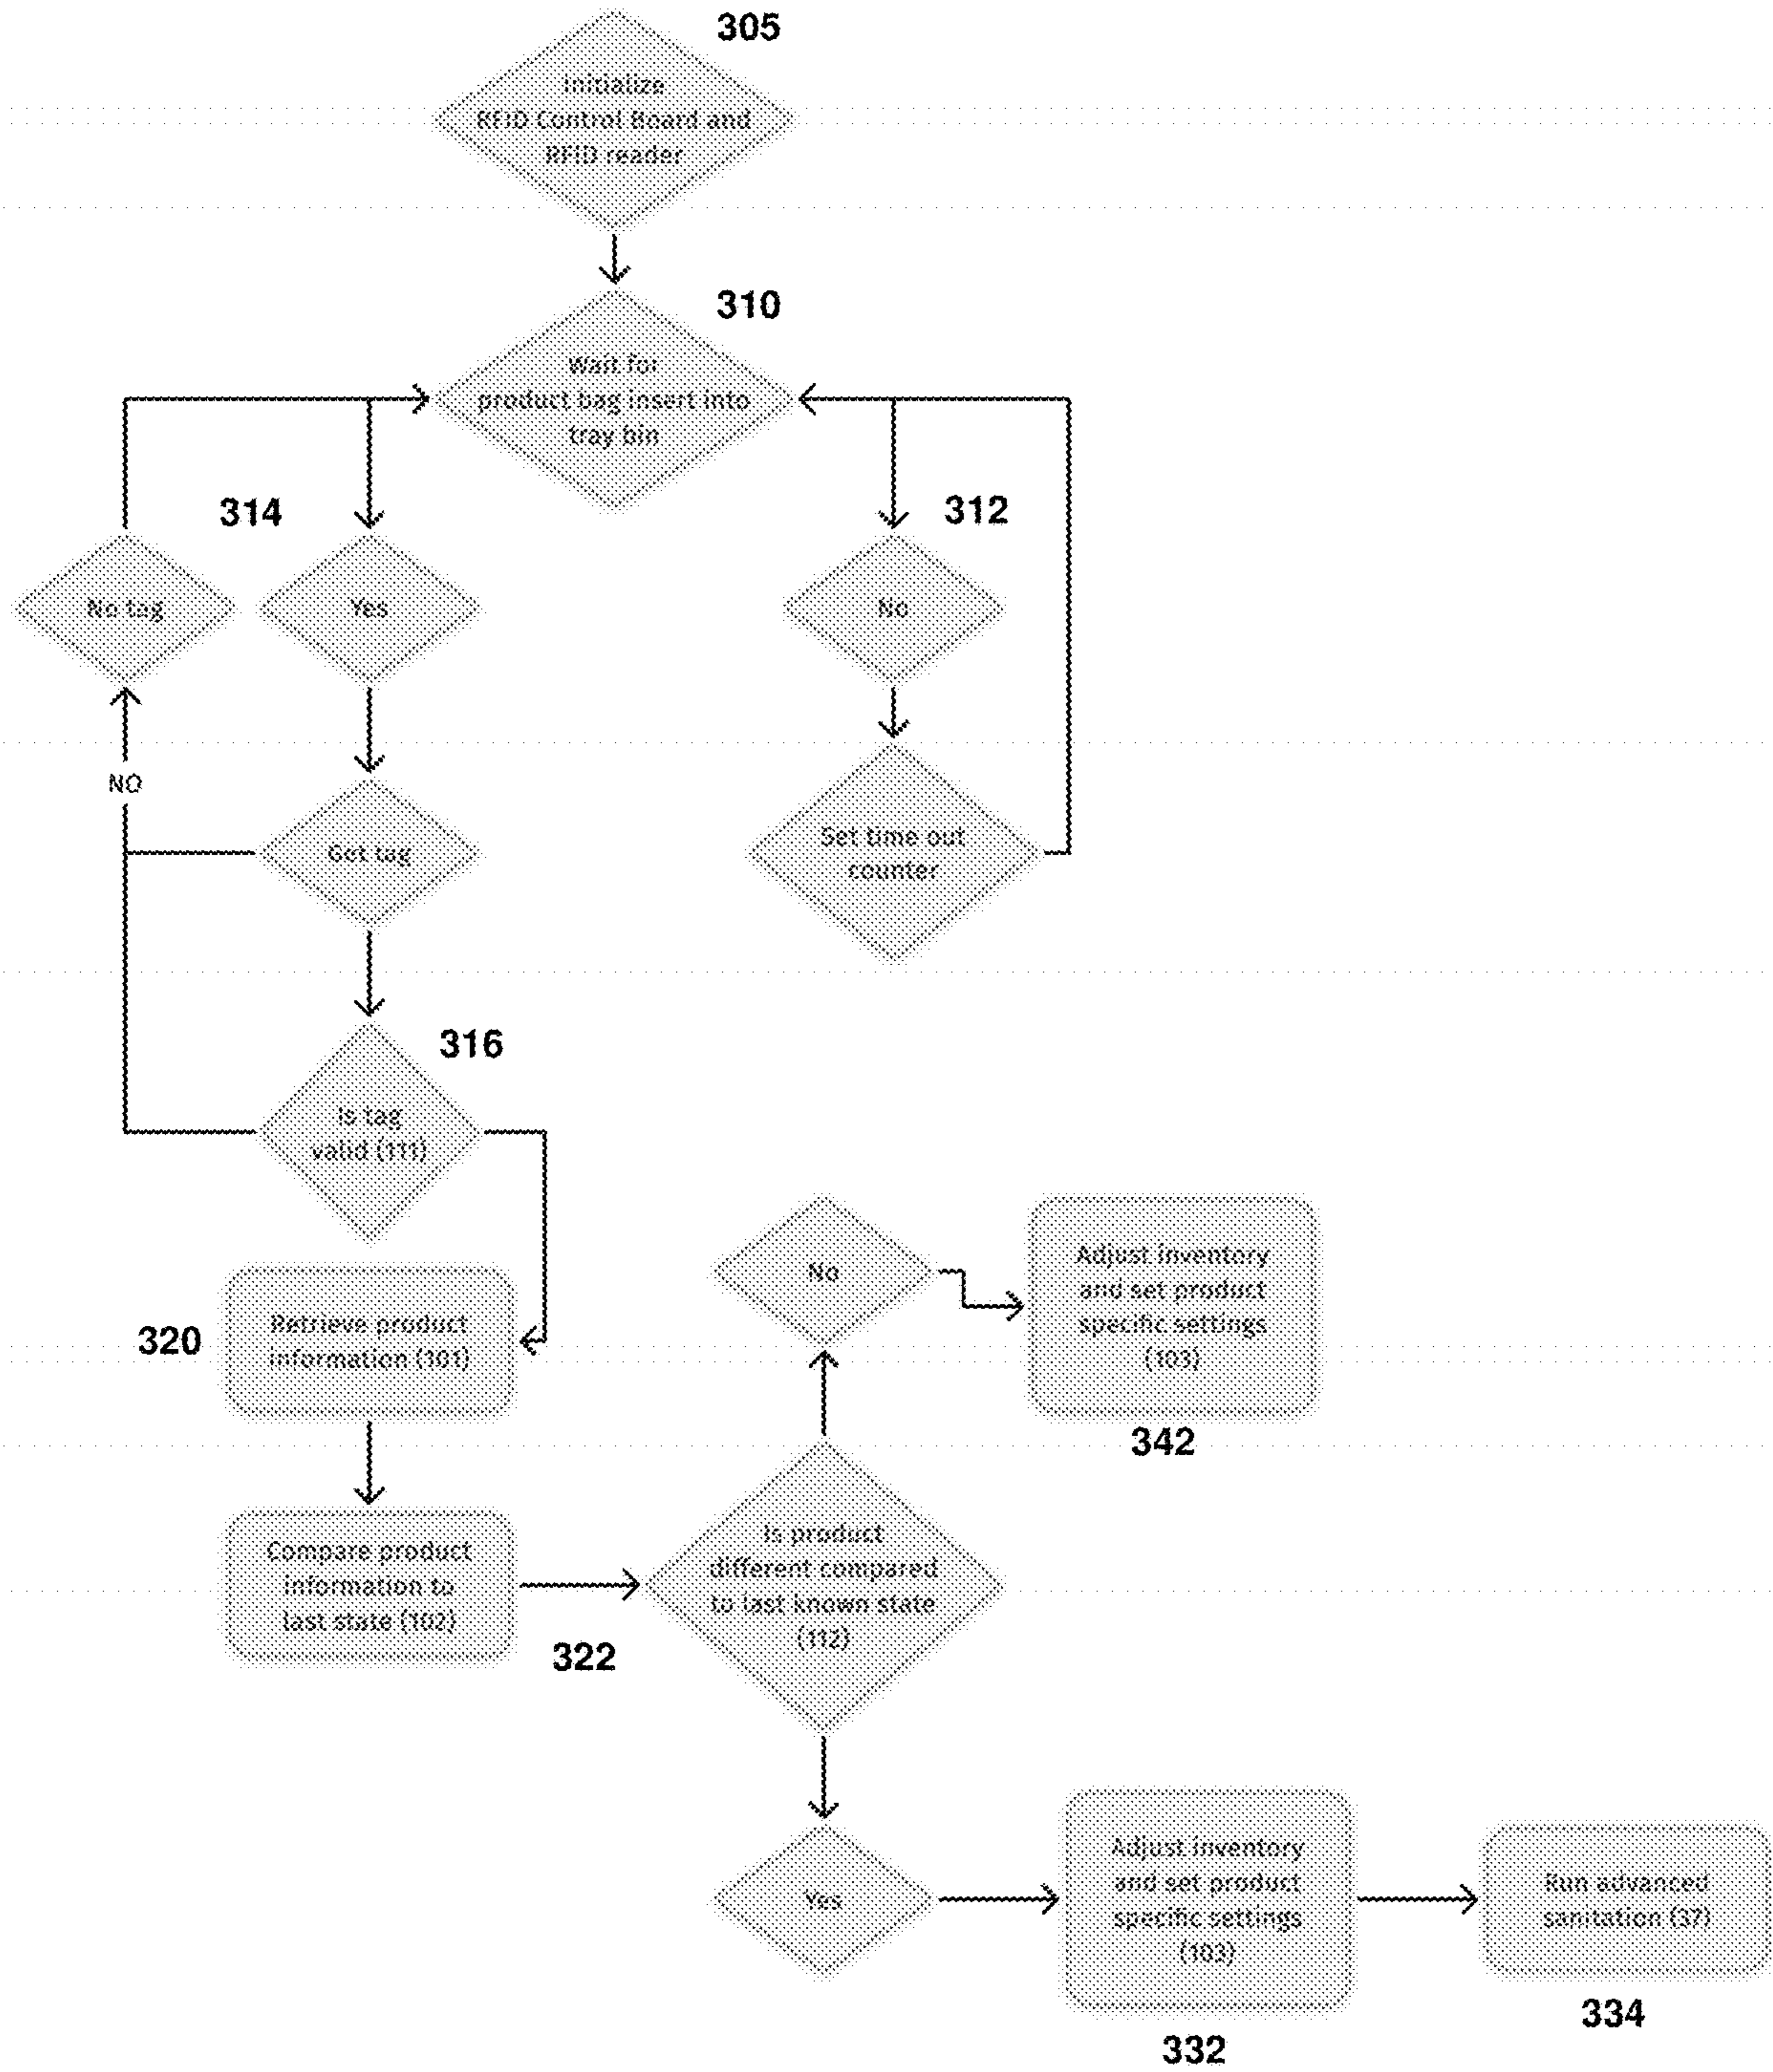 305
Initialize
RFID Control Board and
RFID reader
310
Wait for
product bag insert into
tray bin
314
312
No tag
Yes
No
NO
Get tag
Set time out
counter
316
Is tag
valid (111)
No
Adjust inventory
and set product
specific settings
(103)
342
320
Retrieve product
information (101)
Compare product
information to
last state (102)
322
Is product
different compared
to last known state
(112)
Yes
Adjust inventory
and set product
specific settings
(103)
332
Run advanced
sanitation (37)
334